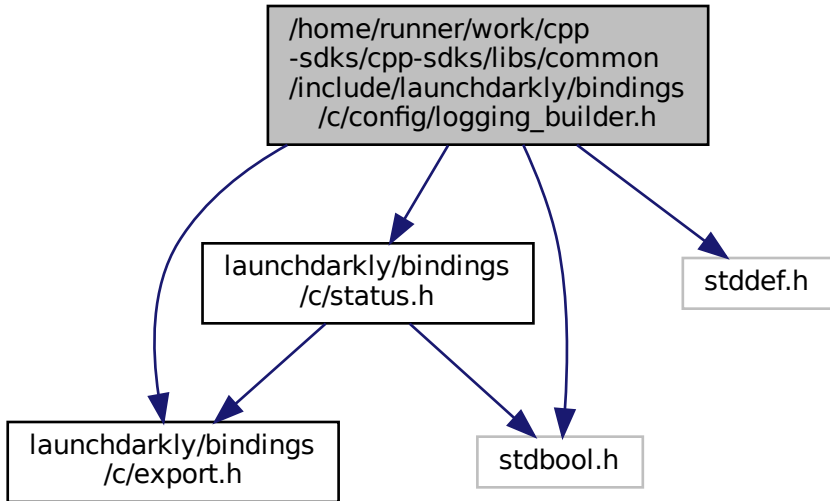 /home/runner/work/cpp
-sdks/cpp-sdks/libs/common
/include/launchdarkly/bindings
/c/config/logging_builder.h
launchdarkly/bindings
/c/status.h
stddef.h
launchdarkly/bindings
/c/export.h
stdbool.h